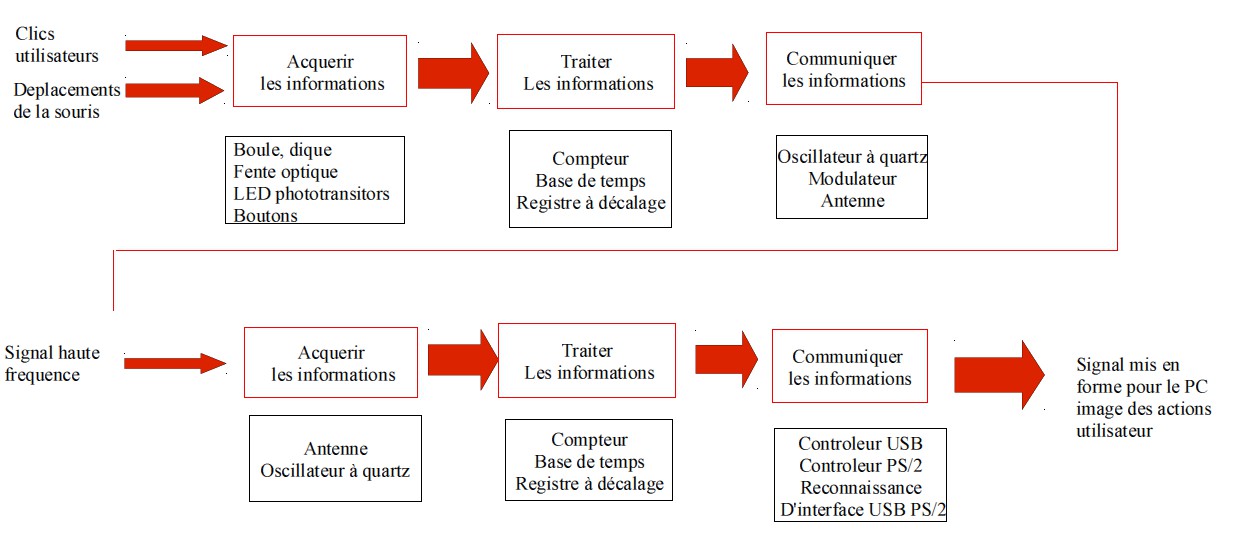 Clics
utilisateurs
Deplacements
de la souris
Acquerir
les informations
Traiter
Les informations
Communiquer
les informations
Boule, dique
Fente optique
LED phototransitors
Boutons
Compteur
Base de temps
Registre à décalage
Oscillateur à quartz
Modulateur
Antenne
Signal haute
frequence
Acquerir
les informations
Traiter
Les informations
Communiquer
les informations
Signal mis en
forme pour le PC
image des actions
utilisateur
Antenne
Oscillateur à quartz
Compteur
Base de temps
Registre à décalage
Controleur USB
Controleur PS/2
Reconnaissance
D'interface USB PS/2